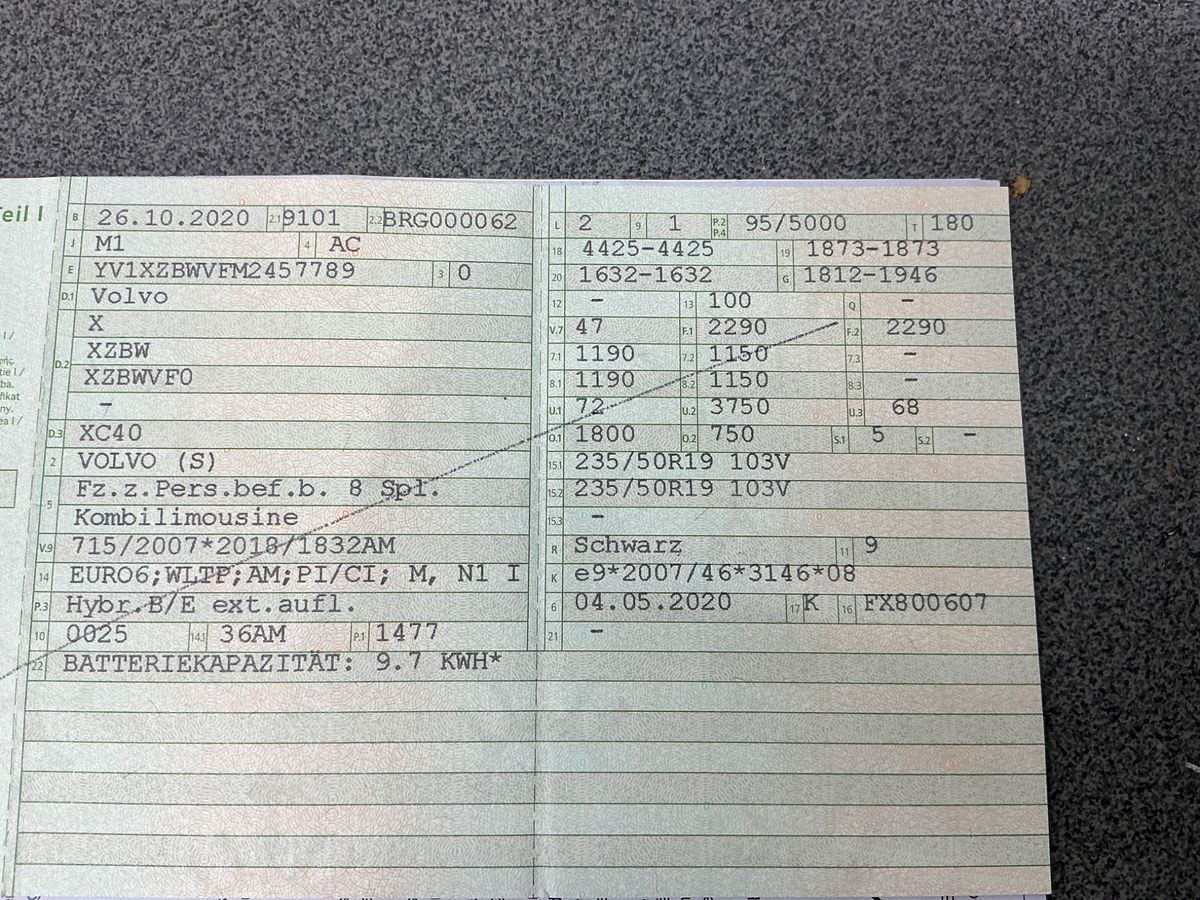 Teil I
B 26.10.2020 2.1 9101 2.2 BRG000062
J M1 4 AC
E YV1XZBWVFM2457789 3 0
D.1 Volvo
D.2 X
XZBW
XZBWVF0
–
D.3 XC40
2 VOLVO (S)
5 Fz.z.Pers.bef.b. 8 Spl.
Kombilimousine
V.9 715/2007*2018/1832AM
14 EURO6;WLTP;AM;PI/CI; M, N1 I
P.3 Hybr.B/E ext.aufl.
10 0025 14.1 36AM P.1 1477
22 BATTERIEKAPAZITÄT: 9.7 KWH*
L 2 9 1 P.2 P.4 95/5000 T 180
18 4425-4425 19 1873-1873
20 1632-1632 G 1812-1946
12 – 13 100 Q –
V.7 47 F.1 2290 F.2 2290
7.1 1190 7.2 1150 7.3 –
8.1 1190 8.2 1150 8.3 –
U.1 72 U.2 3750 U.3 68
O.1 1800 O.2 750 S.1 5 S.2 –
15.1 235/50R19 103V
15.2 235/50R19 103V
15.3 –
R Schwarz 11 9
K e9*2007/46*3146*08
6 04.05.2020 17 K 16 FX800607
21 –